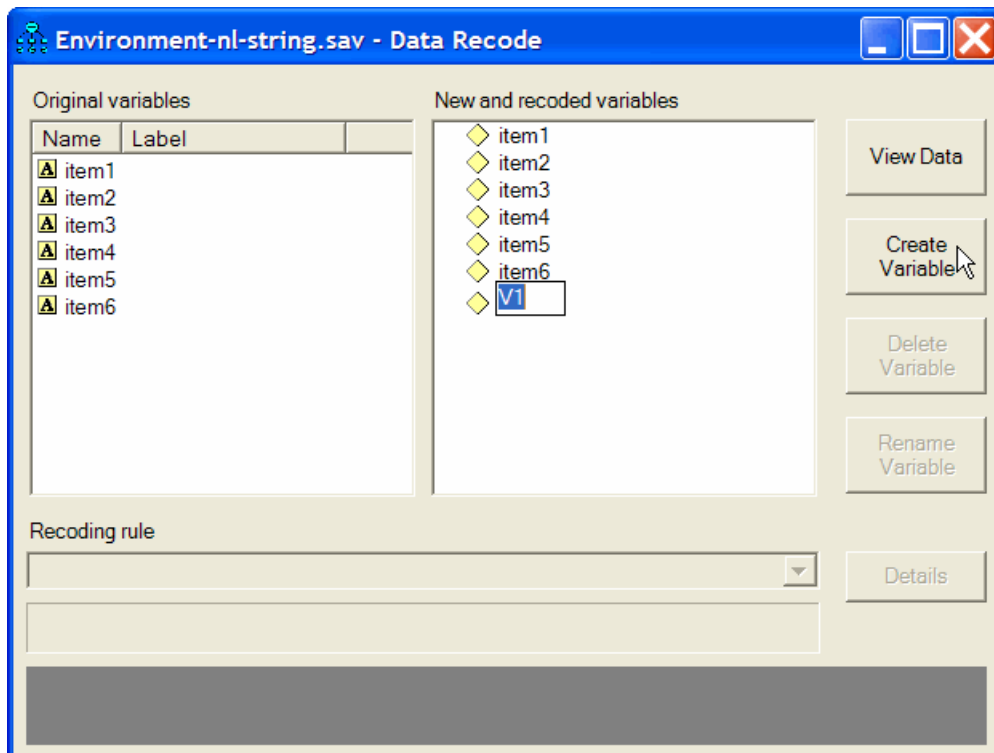 Environment-nl-string.sav - Data Recode
Original variables
New and recoded variables
Name Label
A item1
A item2
A item3
A item4
A item5
A item6
item1
item2
item3
item4
item5
item6
V1
View Data
Create
Variable
Delete
Variable
Rename
Variable
Recoding rule
Details